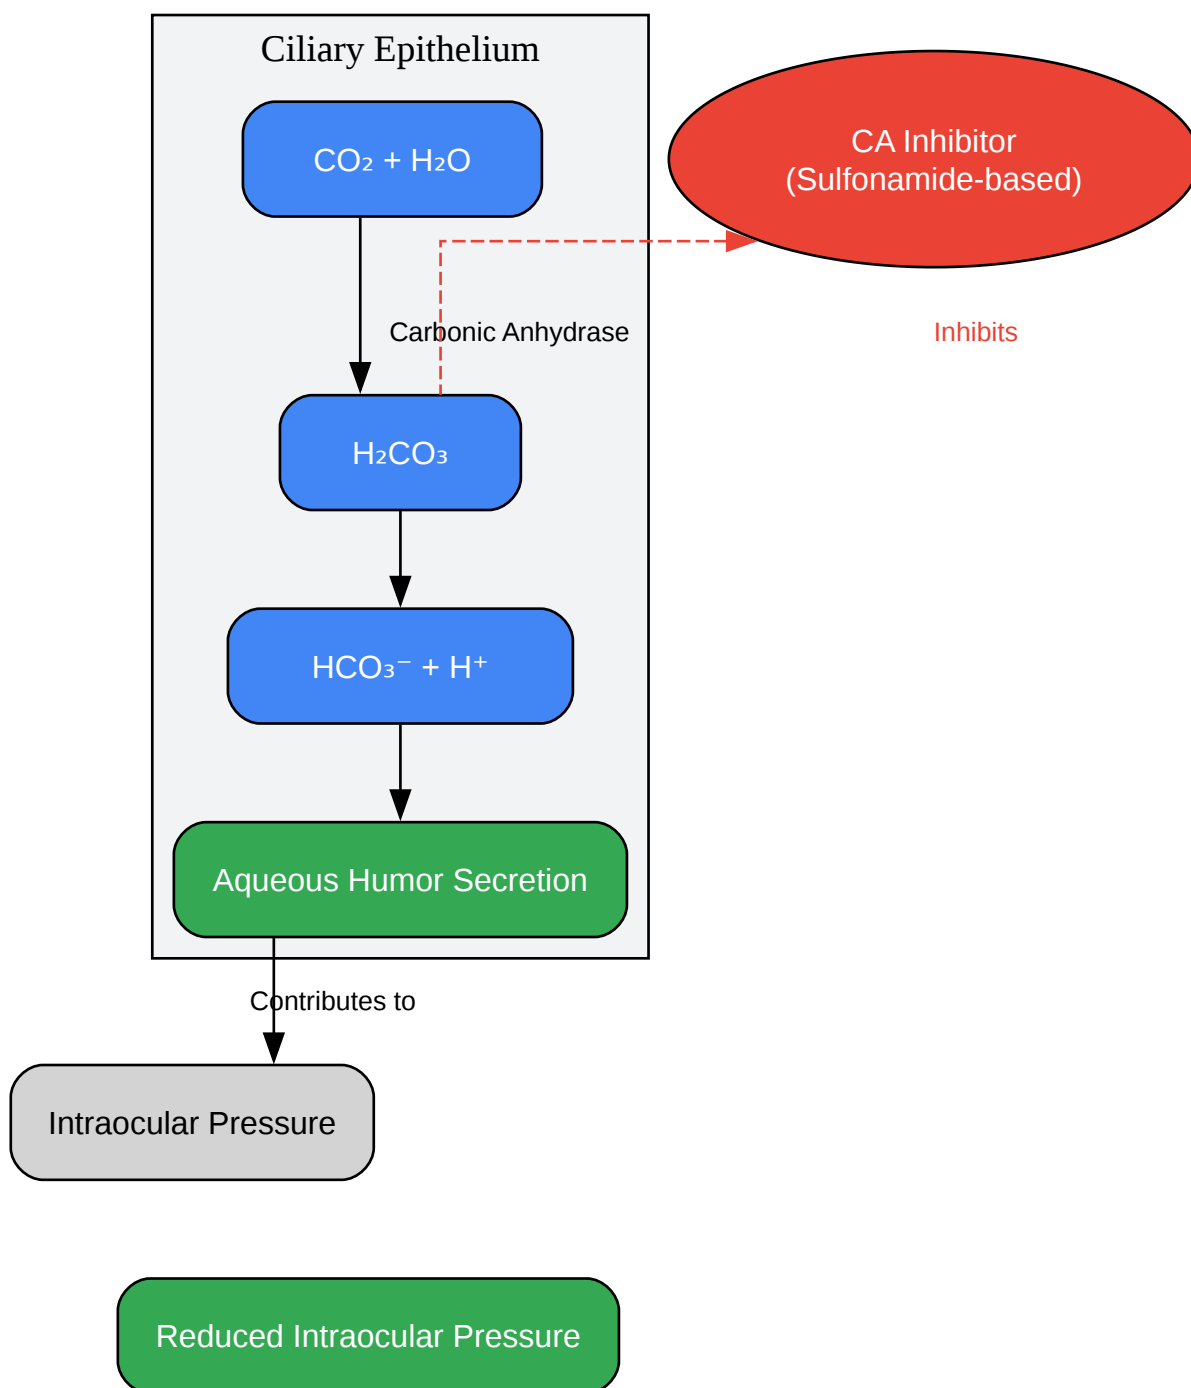 Ciliary Epithelium
CO₂ + H₂O
CA Inhibitor
(Sulfonamide-based)
Carbonic Anhydrase
Inhibits
H₂CO₃
HCO₃⁻ + H⁺
Aqueous Humor Secretion
Contributes to
Intraocular Pressure
Reduced Intraocular Pressure